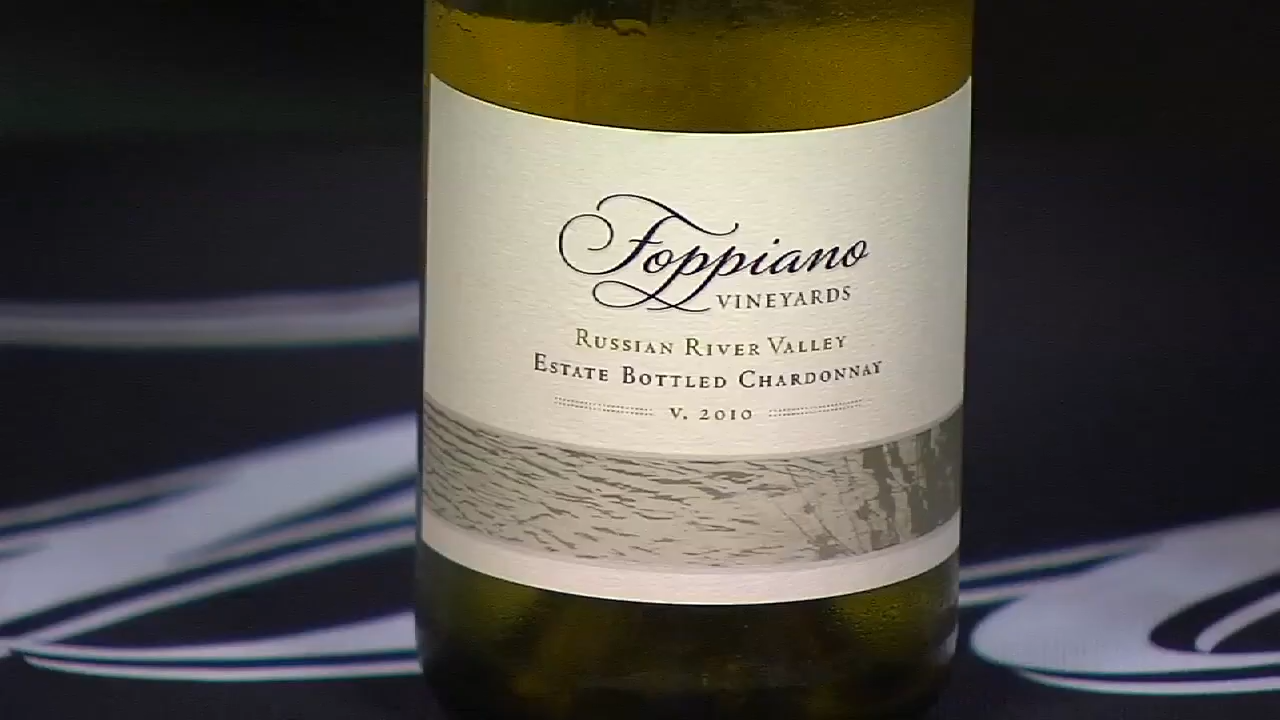 Foppiano
VINEYARDS
RUSSIAN RIVER VALLEY
ESTATE BOTTLED CHARDONNAY
V. 2010